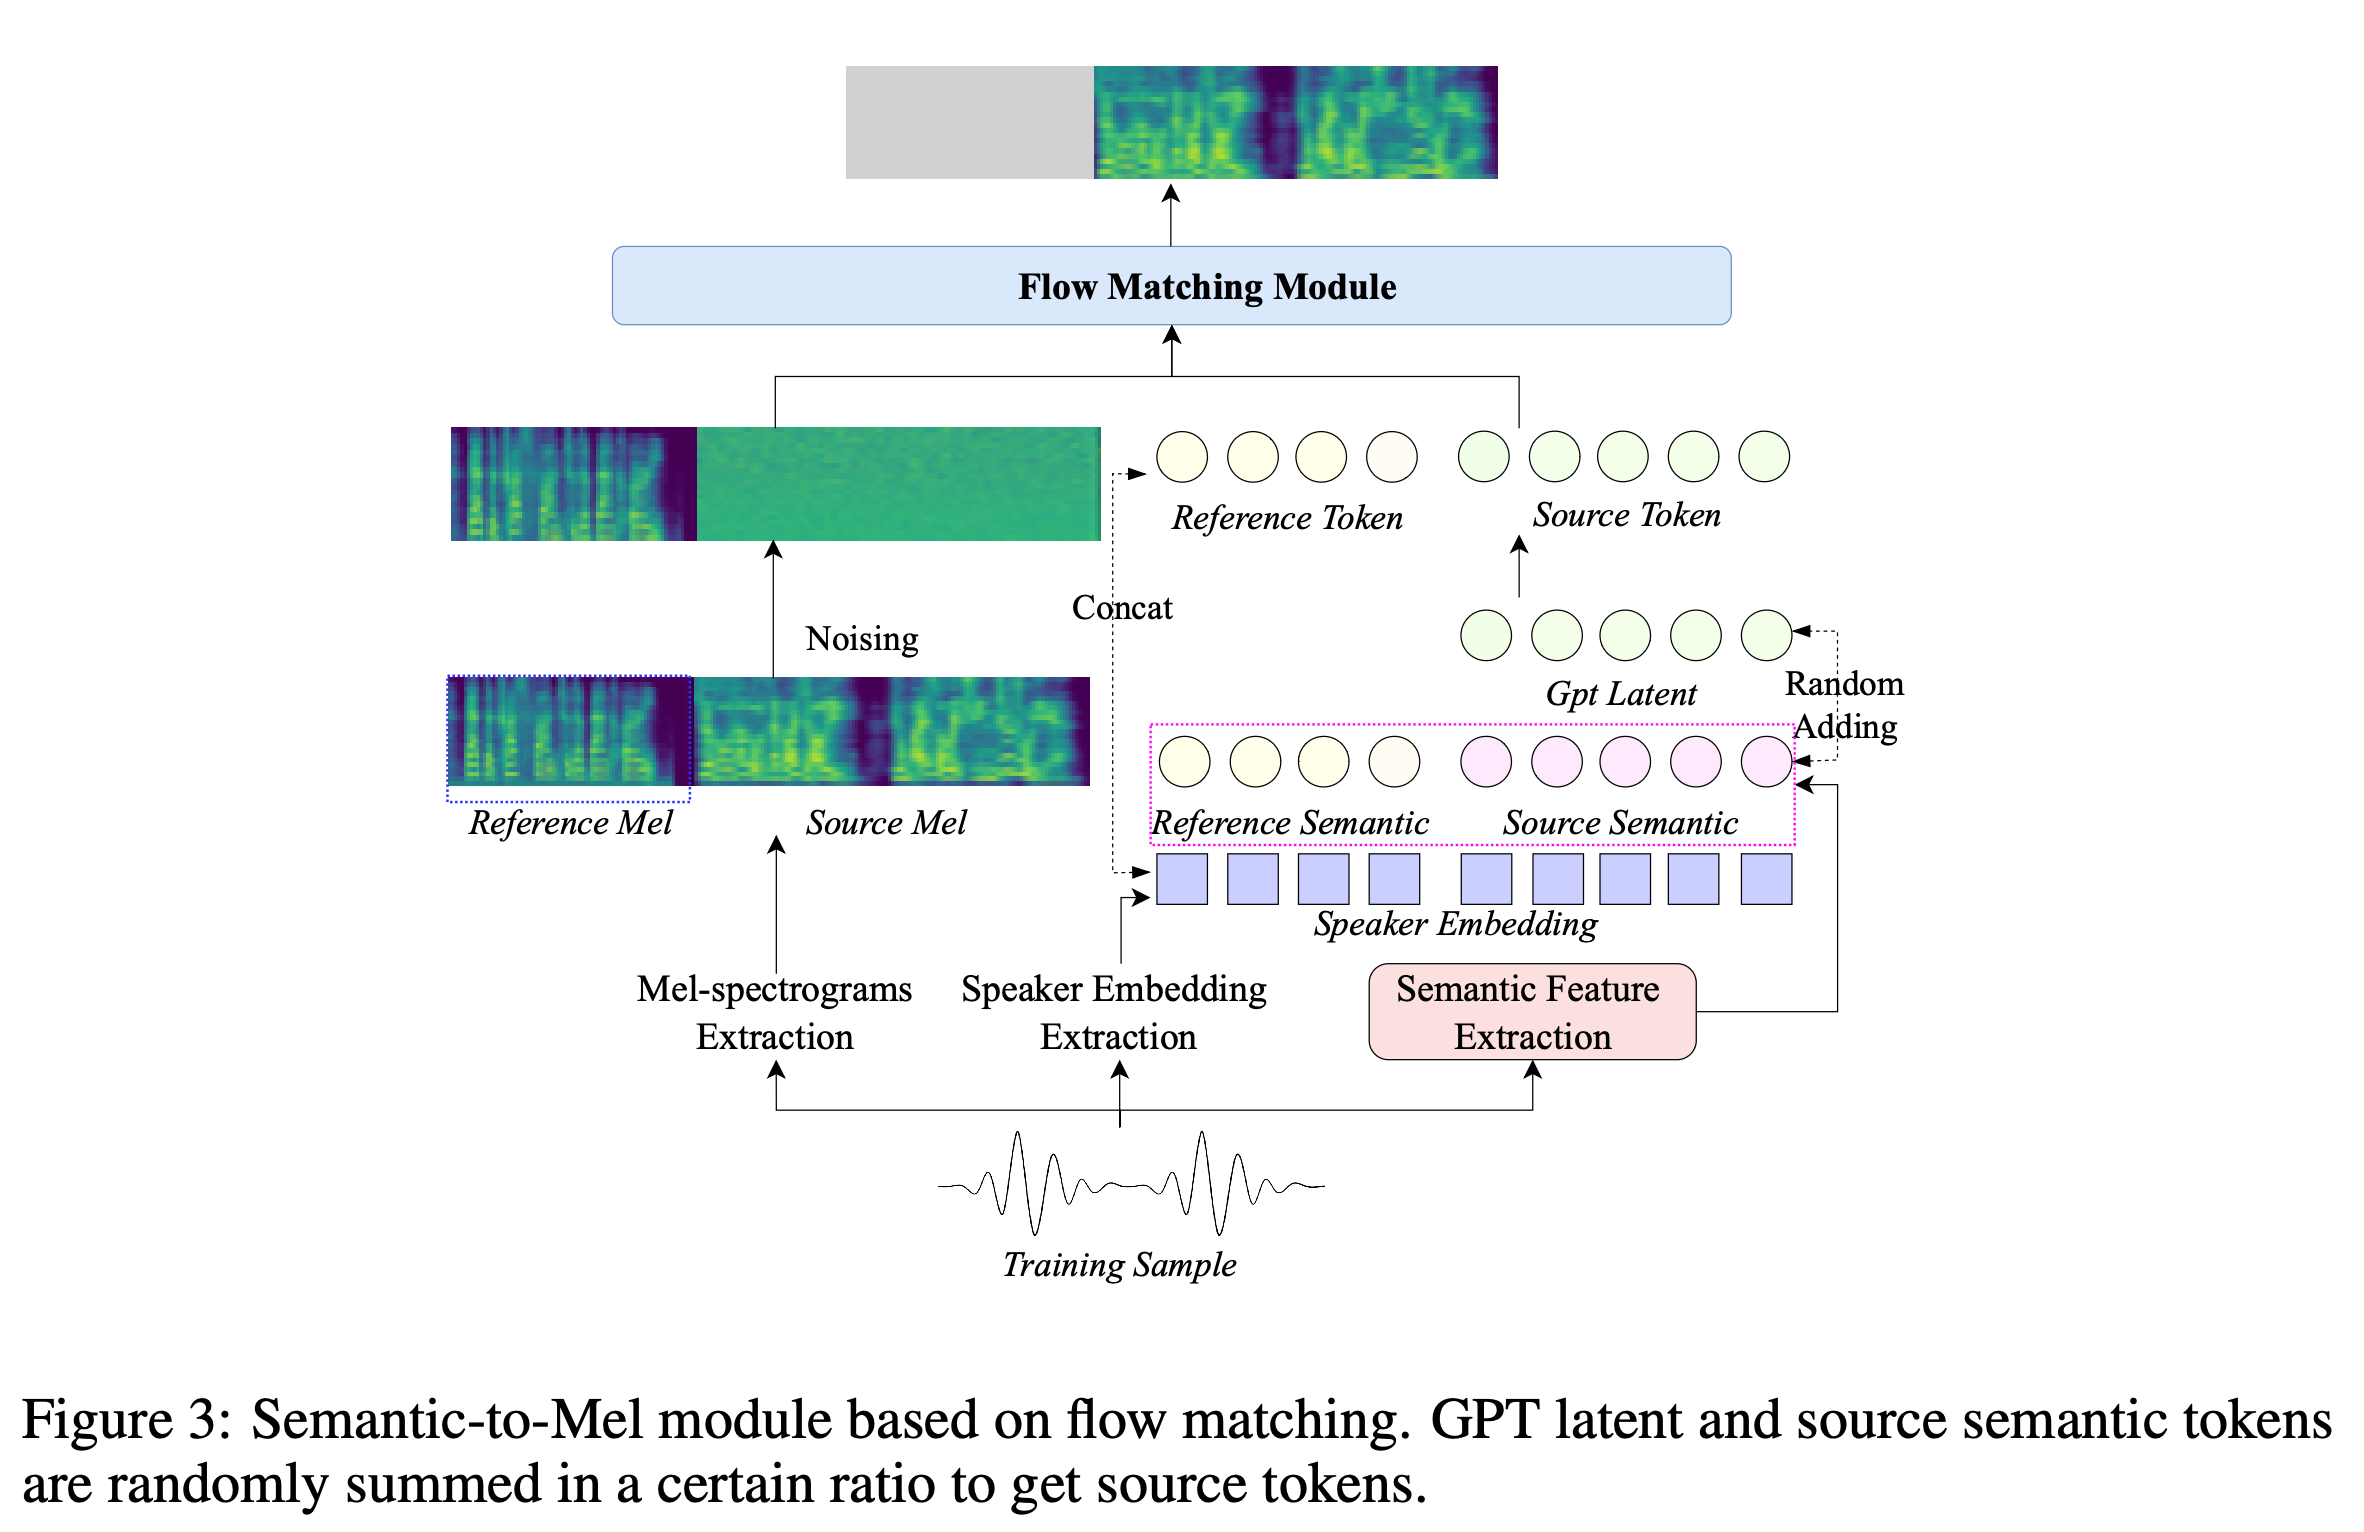 Flow Matching Module
Reference Token
Source Token
Concat
Noising
Gpt Latent
Random
Adding
Reference Mel
Source Mel
Reference Semantic
Source Semantic
Speaker Embedding
Mel-spectrograms
Extraction
Speaker Embedding
Extraction
Semantic Feature
Extraction
Training Sample
Figure 3: Semantic-to-Mel module based on flow matching. GPT latent and source semantic tokens
are randomly summed in a certain ratio to get source tokens.